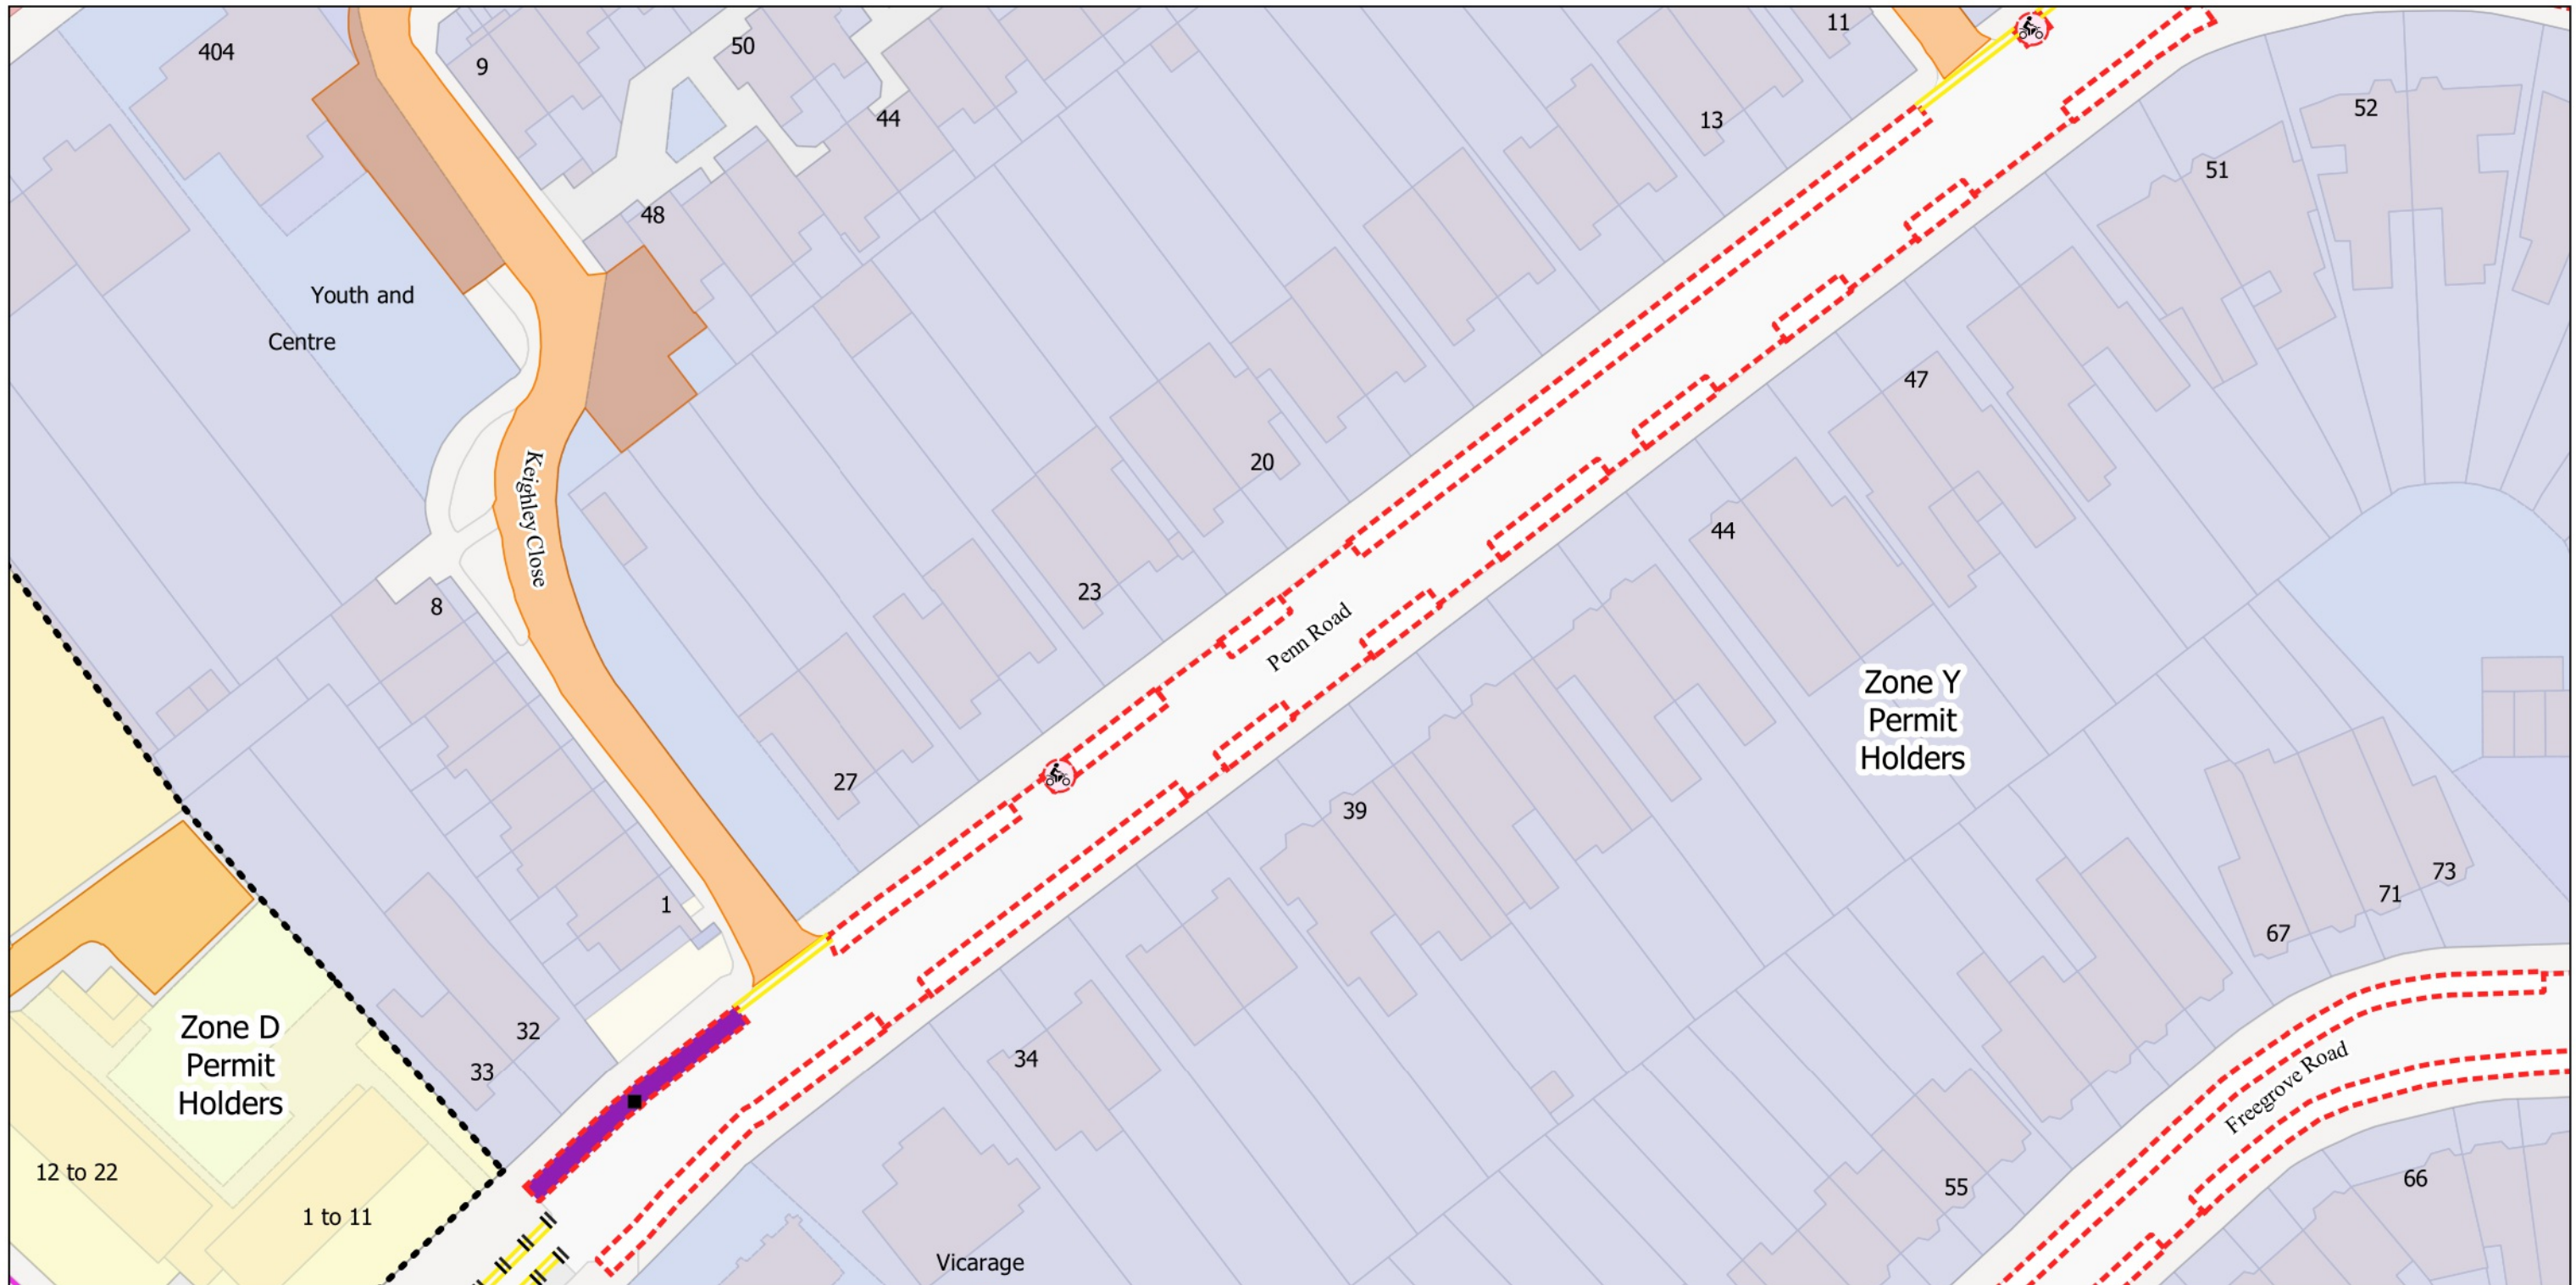 404
9
50
11
44
13
52
51
48
Youth and
Centre
47
20
Keighley Close
44
23
8
Penn Road
Zone Y
Permit
Holders
27
39
73
71
1
67
Zone D
Permit
Holders
32
34
33
Freegrove Road
12 to 22
66
55
1 to 11
Vicarage